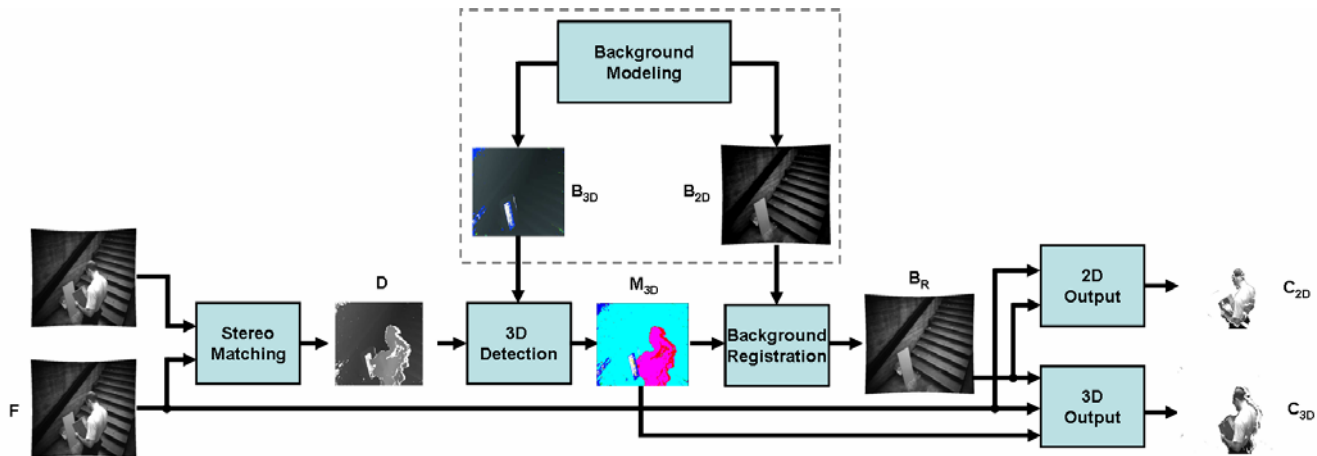 Background
Modeling
B3D
B2D
D
M3D
BR
Stereo
Matching
3D
Detection
Background
Registration
2D
Output
C2D
F
3D
Output
C3D